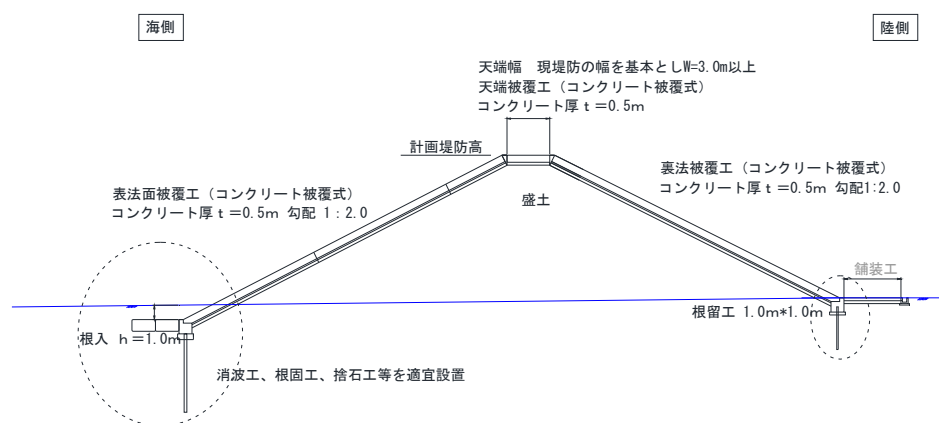 海側
陸側
天端幅 現堤防の幅を基本としW=3.0m以上
天端被覆工（コンクリート被覆式）
コンクリート厚ｔ＝0.5m
計画堤防高
裏法被覆工（コンクリート被覆式）
コンクリート厚ｔ＝0.5m 勾配1:2.0
表法面被覆工（コンクリート被覆式）
コンクリート厚ｔ＝0.5m 勾配 1：2.0
盛土
舗装工
根留工 1.0m*1.0m
根入 ｈ＝1.0m
消波工、根固工、捨石工等を適宜設置